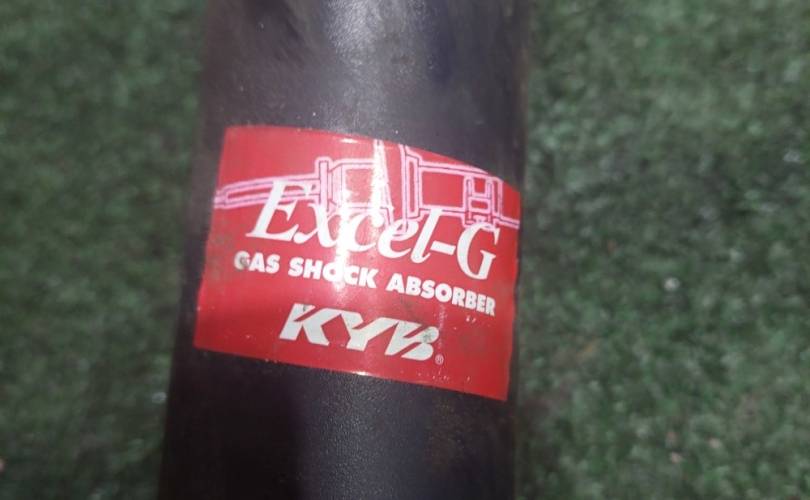 Excel-G
GAS SHOCK ABSORBER
KYB®